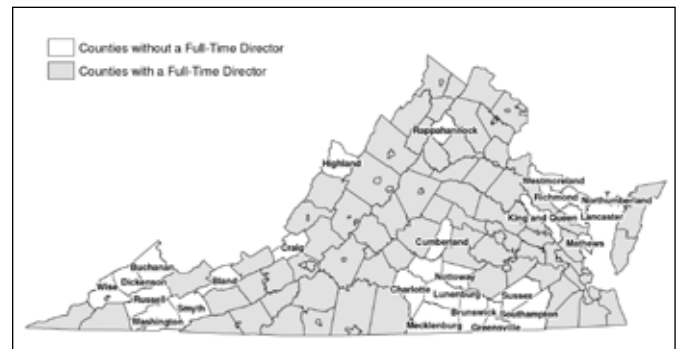 Counties without a Full-Time Director
Counties with a Full-Time Director
Rappahannock
Highland
Westmoreland
Richmond
Northumberland
King and Queen
Lancaster
Cumberland
Mathews
Craig
Buchanan
Nottoway
Dickenson
Bland
Wise
Charlotte
Lunenburg
Sussex
Russell
Smyth
Brunswick
Southampton
Washington
Mecklenburg
Greensville